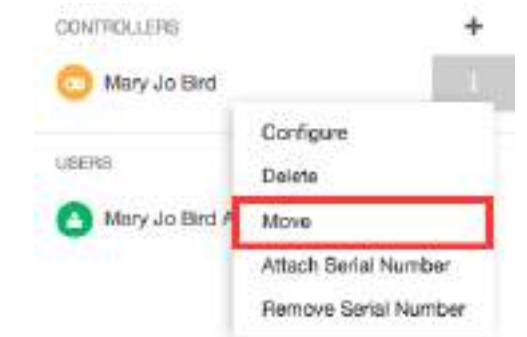 CONTROLLERS
Mary Jo Bird
Configure
USERS
Delete
Mary Jo Bird A
Move
Attach Serial Number
Remove Serial Number